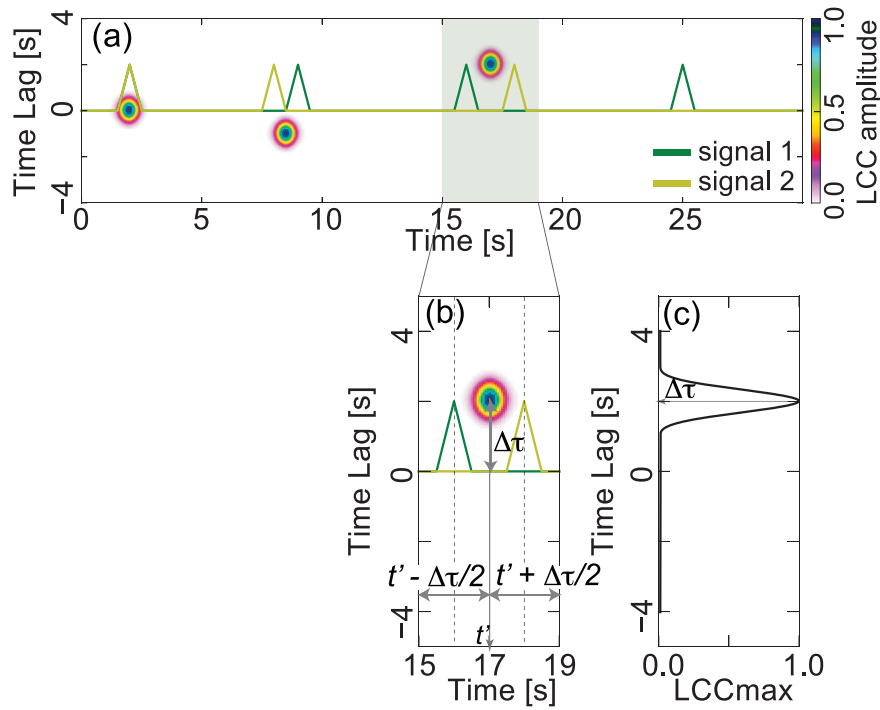 (a)
Time Lag [s]
4
0
−4
0 5 10 15 20 25
Time [s]
signal 1
signal 2
1.0
0.5
0.0
LCC amplitude
(b)
Time Lag [s]
4
0
−4
Δτ
t' - Δτ/2 t' + Δτ/2
t'
15 17 19
Time [s]
(c)
Time Lag [s]
4
0
−4
Δτ
0.0 1.0
LCCmax